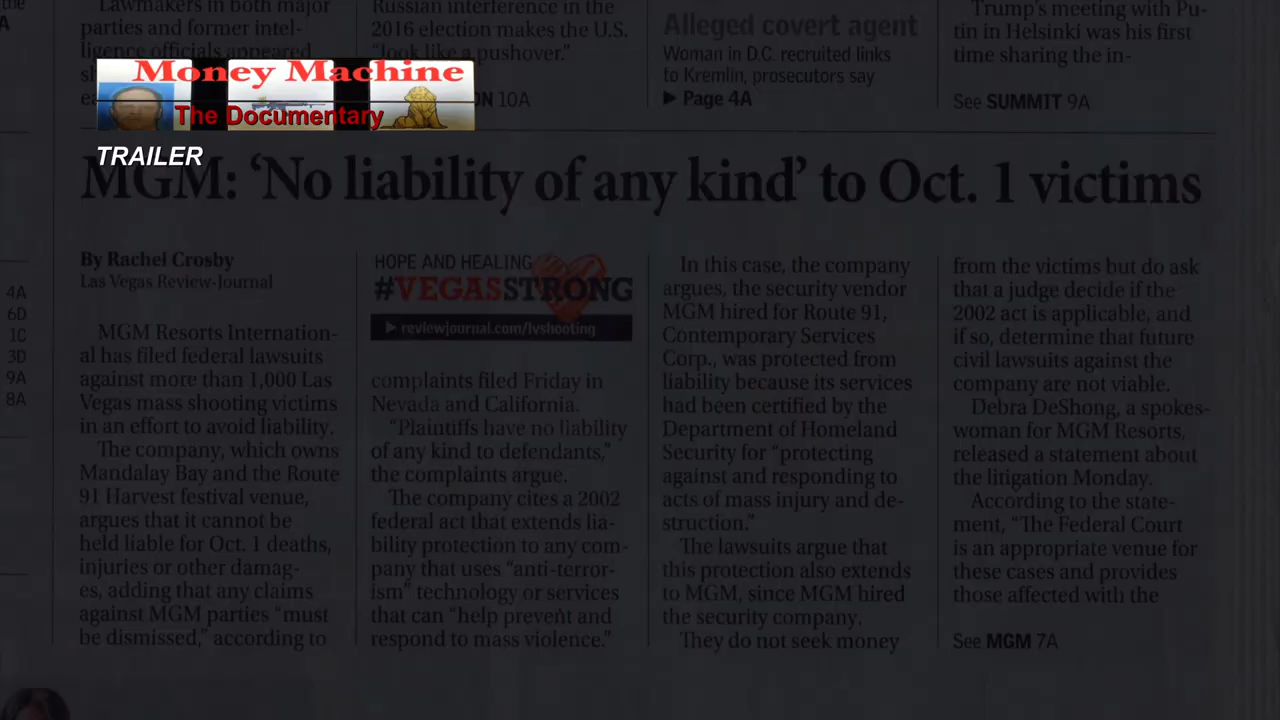 Lawmakers in both major
parties and former intel-
ligence officials appeared
Russian interference in the
2016 election makes the U.S.
"look like a pushover."
ON 10A
Alleged covert agent
Woman in D.C. recruited links
to Kremlin, prosecutors say
▶ Page 4A
Trump's meeting with Pu-
tin in Helsinki was his first
time sharing the in-
See SUMMIT 9A
Money Machine
The Documentary
TRAILER
MGM: 'No liability of any kind' to Oct. 1 victims
4A
6D
1C
3D
9A
8A
By Rachel Crosby
Las Vegas Review-Journal
MGM Resorts Internation-
al has filed federal lawsuits
against more than 1,000 Las
Vegas mass shooting victims
in an effort to avoid liability.
The company, which owns
Mandalay Bay and the Route
91 Harvest festival venue,
argues that it cannot be
held liable for Oct. 1 deaths,
injuries or other damag-
es, adding that any claims
against MGM parties "must
be dismissed," according to
HOPE AND HEALING
#VEGASSTRONG
▶ reviewjournal.com/lvshooting
complaints filed Friday in
Nevada and California.
"Plaintiffs have no liability
of any kind to defendants,"
the complaints argue.
The company cites a 2002
federal act that extends lia-
bility protection to any com-
pany that uses "anti-terror-
ism" technology or services
that can "help prevent and
respond to mass violence."
In this case, the company
argues, the security vendor
MGM hired for Route 91,
Contemporary Services
Corp., was protected from
liability because its services
had been certified by the
Department of Homeland
Security for "protecting
against and responding to
acts of mass injury and de-
struction."
The lawsuits argue that
this protection also extends
to MGM, since MGM hired
the security company.
They do not seek money
from the victims but do ask
that a judge decide if the
2002 act is applicable, and
if so, determine that future
civil lawsuits against the
company are not viable.
Debra DeShong, a spokes-
woman for MGM Resorts,
released a statement about
the litigation Monday.
According to the state-
ment, "The Federal Court
is an appropriate venue for
these cases and provides
those affected with the
See MGM 7A